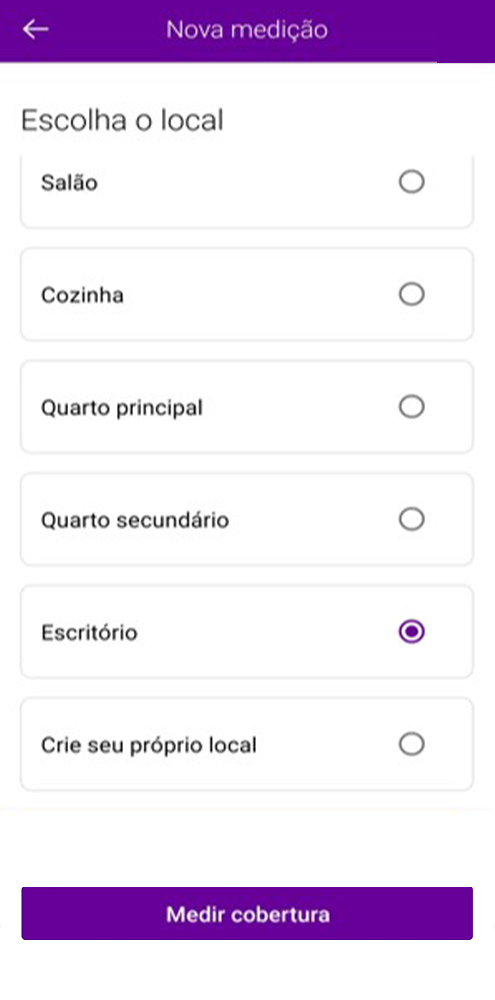 Nova medição
Escolha o local
Salão
Cozinha
Quarto principal
Quarto secundário
Escritório
Crie seu próprio local
Medir cobertura